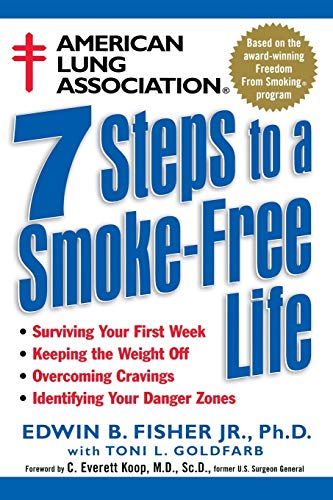 AMERICAN
LUNG
ASSOCIATION®
Based on the
award-winning
Freedom
From Smoking®
program
7 Steps to a
Smoke-Free
Life
• Surviving Your First Week
• Keeping the Weight Off
• Overcoming Cravings
• Identifying Your Danger Zones
EDWIN B. FISHER JR., Ph.D.
WITH TONI L. GOLDFARB
Foreword by C. Everett Koop, M.D., Sc.D., former U.S. Surgeon General